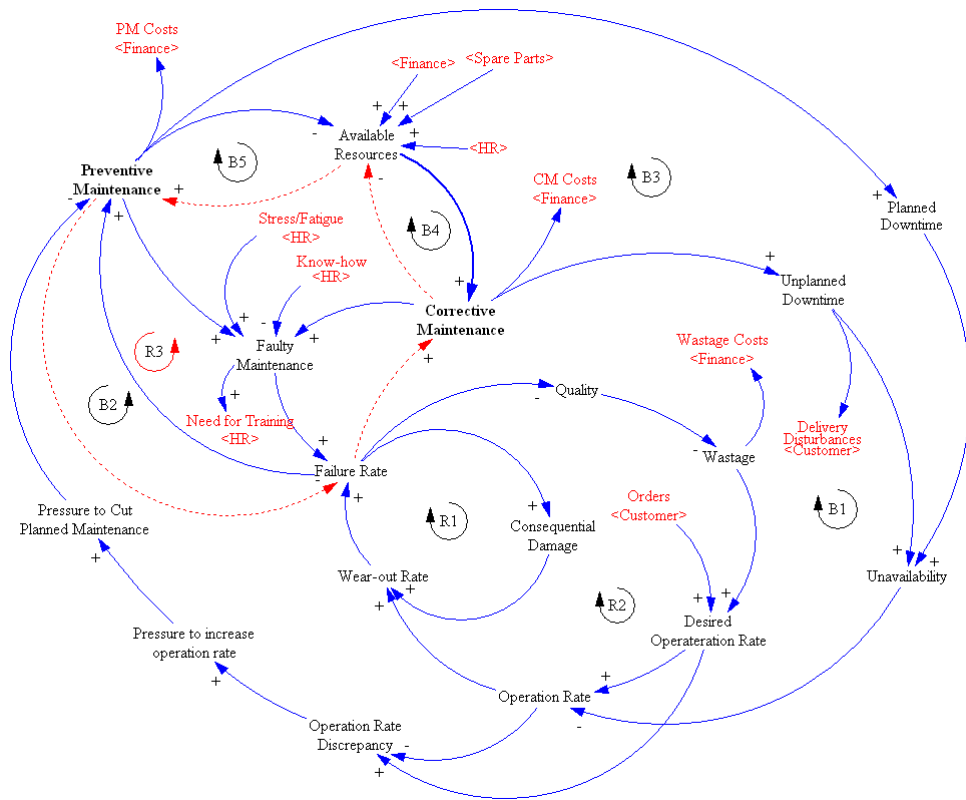 PM Costs
<Finance>
<Finance>
<Spare Parts>
+
+
-
Available
Resources
+
<HR>
B5
Preventive
Maintenance
-
+
+
-
CM Costs
<Finance>
B3
+
Planned
Downtime
Stress/Fatigue
<HR>
B4
Know-how
<HR>
+
+
Unplanned
Downtime
Corrective
Maintenance
+
+
-
+
+
Faulty
Maintenance
R3
Wastage Costs
<Finance>
B2
+
Need for Training
<HR>
-
Quality
+
Failure Rate
-
+
-
Wastage
Delivery
Disturbances
<Customer>
Pressure to Cut
Planned Maintenance
+
R1
+
Consequential
Damage
Orders
<Customer>
B1
Wear-out Rate
+
+
+
+
Unavailability
R2
+
+
Desired
Operateration Rate
Pressure to increase
operation rate
+
+
Operation Rate
-
Operation Rate
Discrepancy
-
+